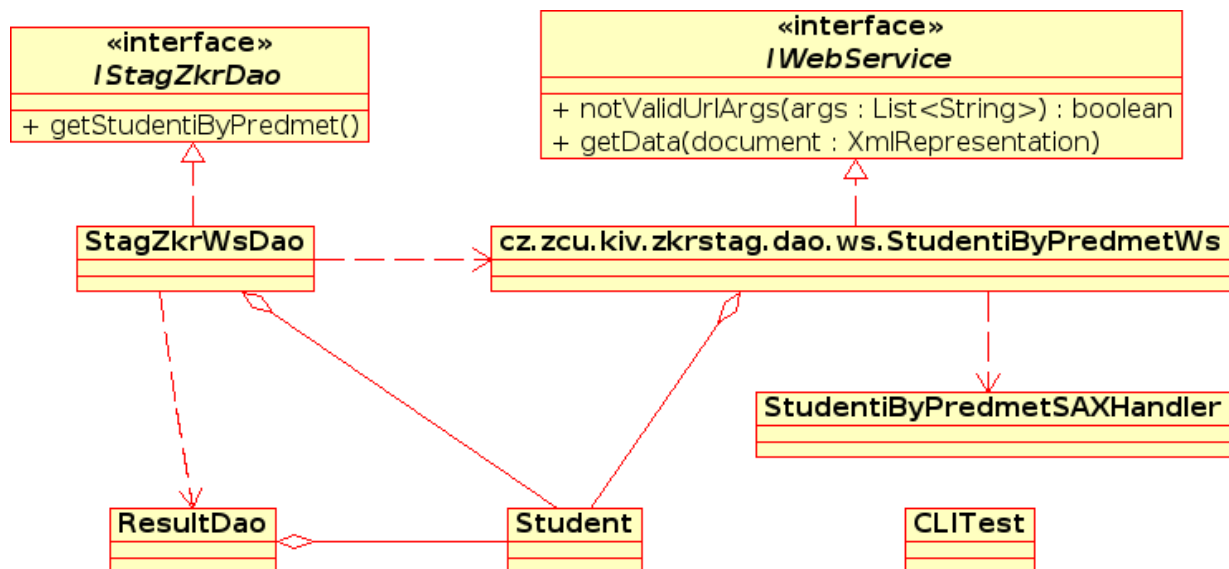 «interface»
IStagZkrDao
+ getStudentiByPredmet()
«interface»
IWebService
+ notValidUrlArgs(args : List<String>) : boolean
+ getData(document : XmlRepresentation)
StagZkrWsDao
cz.zcu.kiv.zkrstag.dao.ws.StudentiByPredmetWs
StudentiByPredmetSAXHandler
ResultDao
Student
CLITest